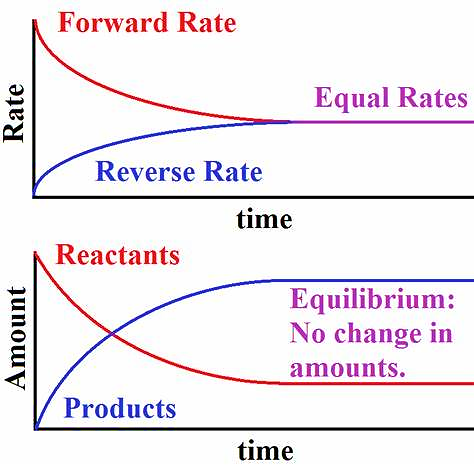 Forward Rate
Rate
Equal Rates
Reverse Rate
time
Reactants
Amount
Equilibrium:
No change in
amounts.
Products
time